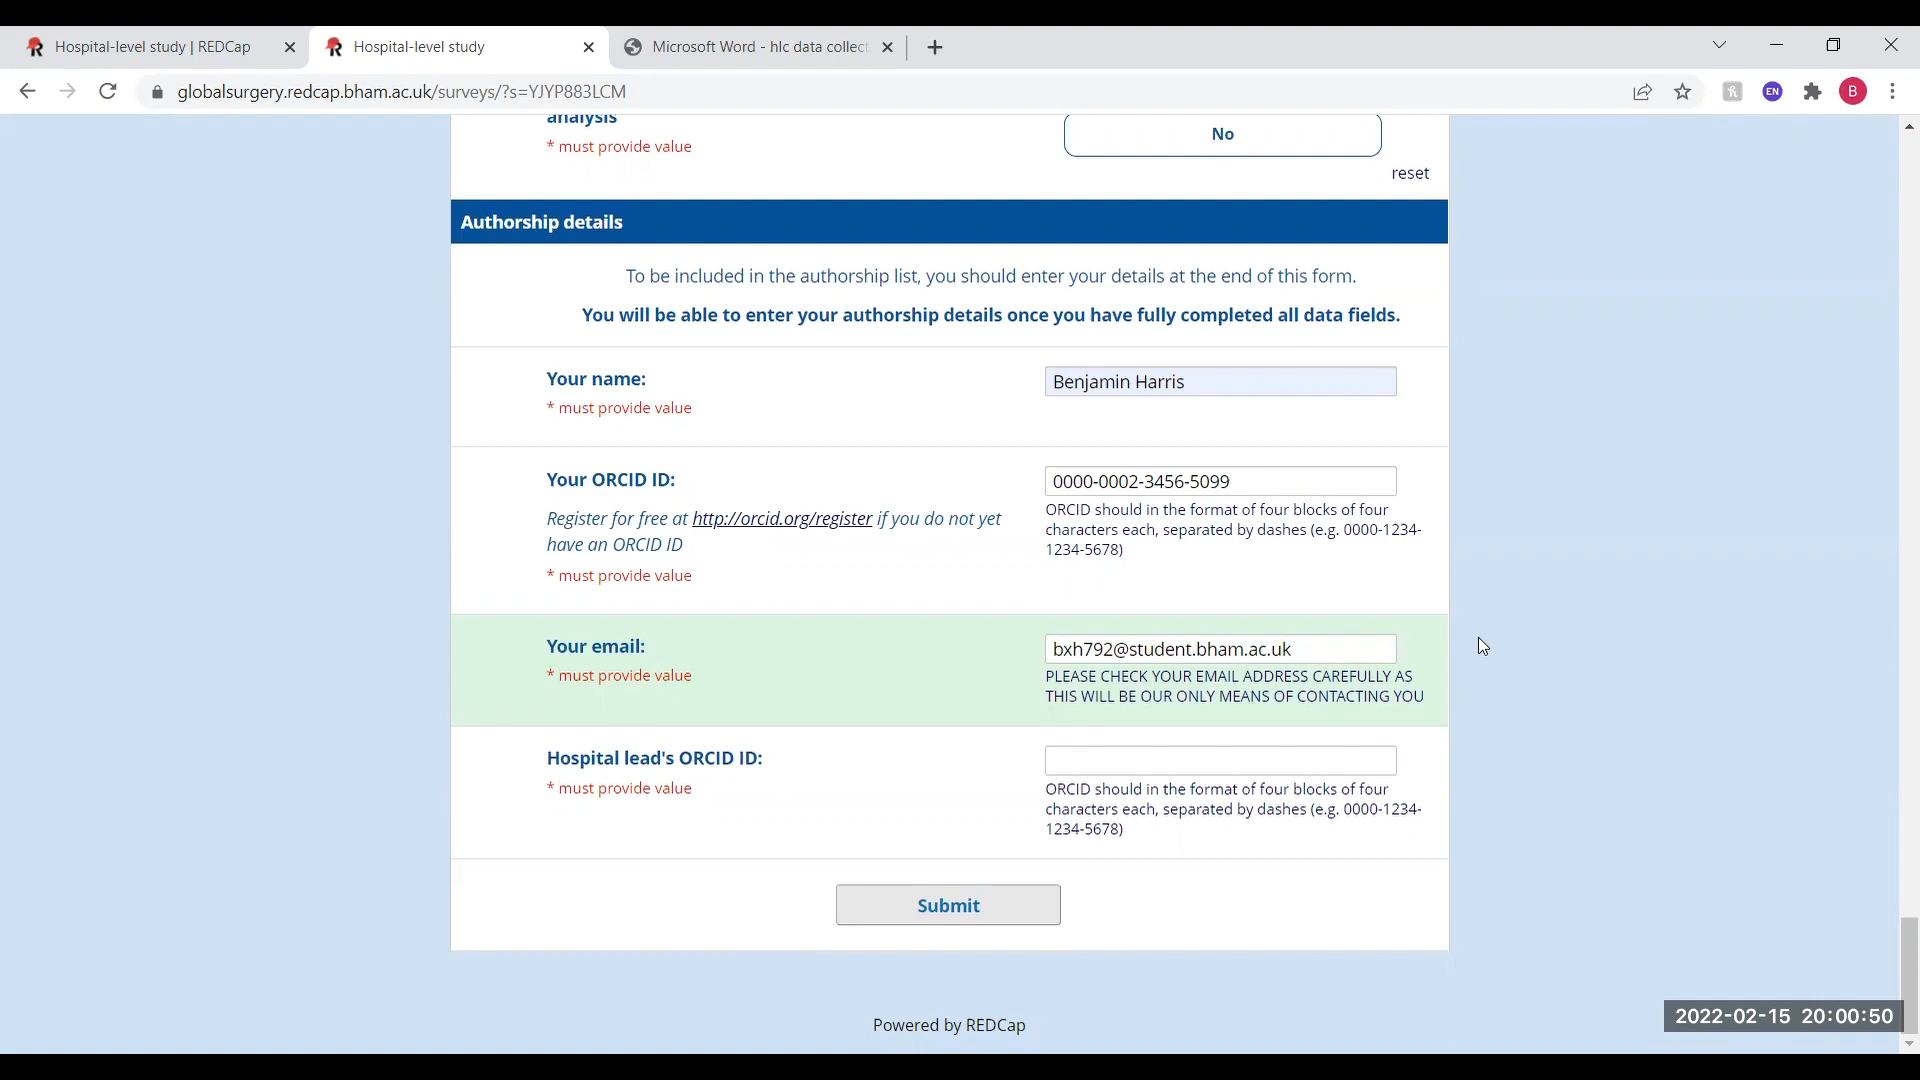 Hospital-level study | REDCap
Hospital-level study
Microsoft Word - hlc data collect
globalsurgery.redcap.bham.ac.uk/surveys/?s=YJYP883LCM
EN
B
analysis
* must provide value
No
reset
Authorship details
To be included in the authorship list, you should enter your details at the end of this form.
You will be able to enter your authorship details once you have fully completed all data fields.
Your name:
* must provide value
Benjamin Harris
Your ORCID ID:
Register for free at http://orcid.org/register if you do not yet
have an ORCID ID
* must provide value
0000-0002-3456-5099
ORCID should in the format of four blocks of four
characters each, separated by dashes (e.g. 0000-1234-
1234-5678)
Your email:
* must provide value
bxh792@student.bham.ac.uk
PLEASE CHECK YOUR EMAIL ADDRESS CAREFULLY AS
THIS WILL BE OUR ONLY MEANS OF CONTACTING YOU
Hospital lead's ORCID ID:
* must provide value
ORCID should in the format of four blocks of four
characters each, separated by dashes (e.g. 0000-1234-
1234-5678)
Submit
Powered by REDCap
2022-02-15 20:00:50